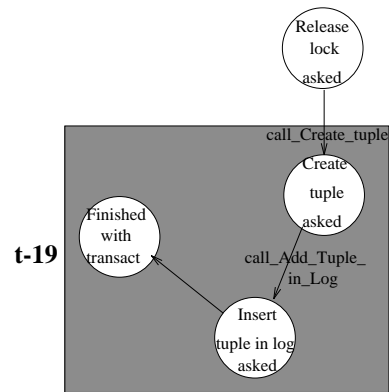 Release
lock
asked
call_Create_tuple
Create
tuple
asked
Finished
with
transact
t-19
call_Add_Tuple_
in_Log
Insert
tuple in log
asked